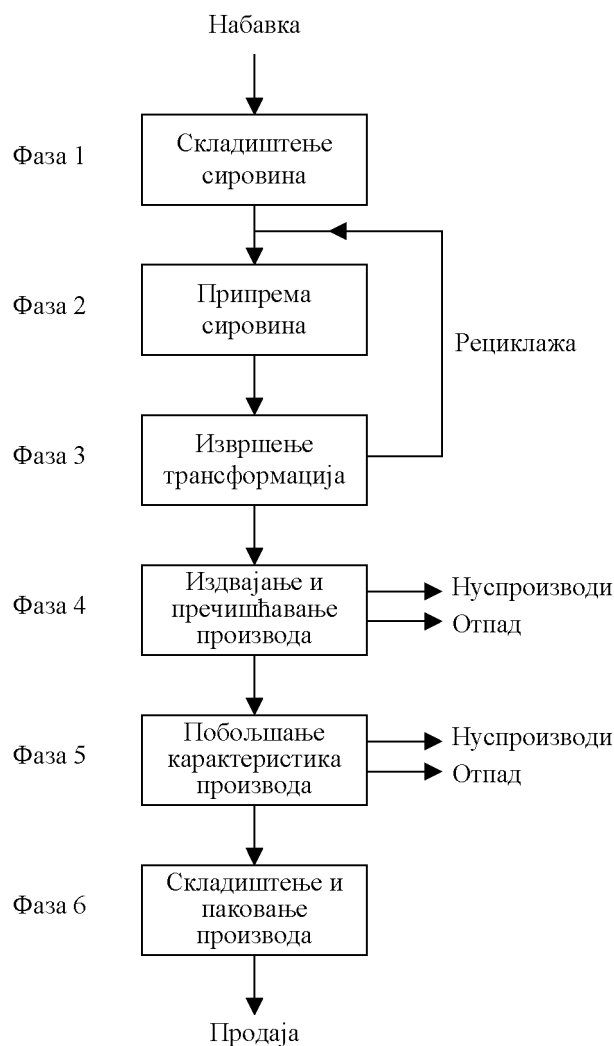 Набавка
Фаза 1
Складиштење
сировина
Фаза 2
Припрема
сировина
Рециклажа
Фаза 3
Извршење
трансформација
Фаза 4
Издвајање и
пречишћавање
производа
Нуспроизводи
Отпад
Фаза 5
Побољшање
карактеристика
производа
Нуспроизводи
Отпад
Фаза 6
Складиштење и
паковање
производа
Продаја